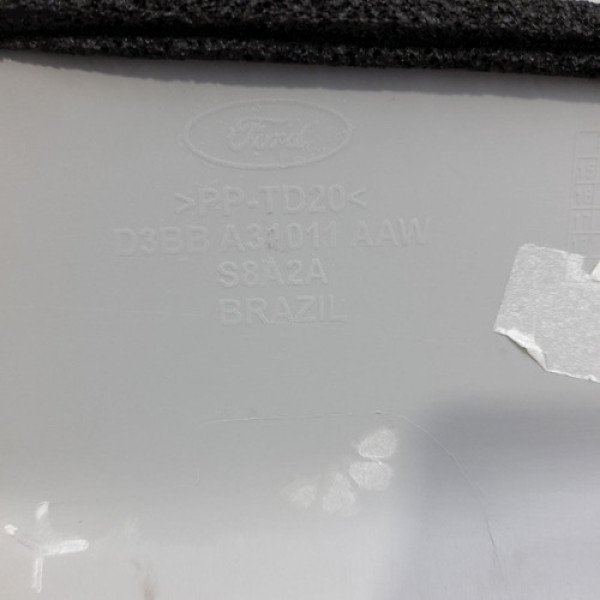 Ford
>PP-TD20<
D3BB A31011 AAW
S8A2A
BRAZIL